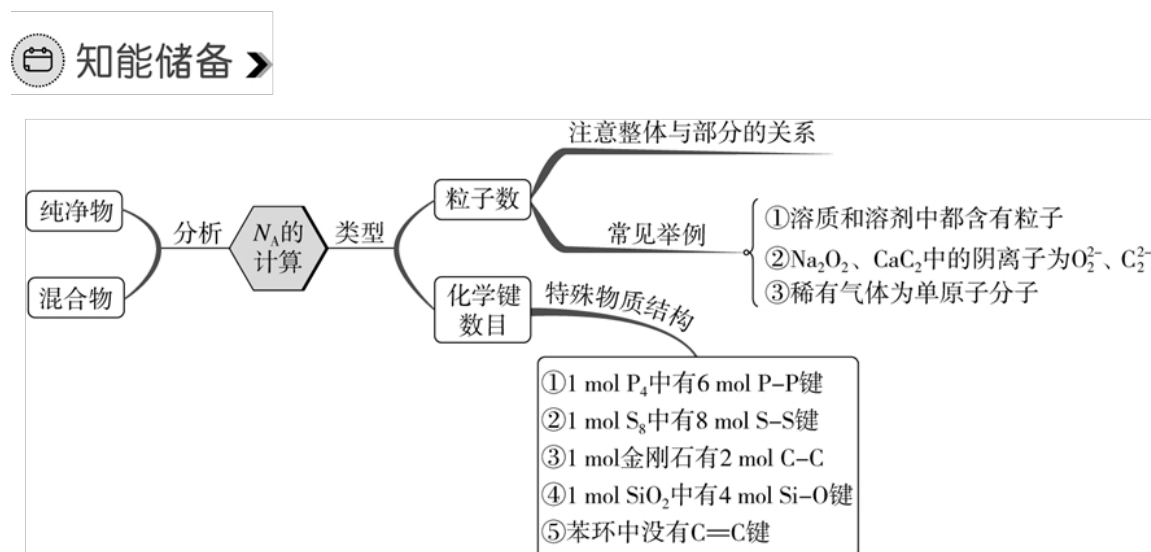 知能储备
注意整体与部分的关系
纯净物
粒子数
分析
N_A的
计算
类型
常见举例
①溶质和溶剂中都含有粒子
②Na₂O₂、CaC₂中的阴离子为O₂²⁻、C₂²⁻
③稀有气体为单原子分子
混合物
化学键
数目
特殊物质结构
①1 mol P₄中有6 mol P–P键
②1 mol S₈中有8 mol S–S键
③1 mol金刚石有2 mol C–C
④1 mol SiO₂中有4 mol Si–O键
⑤苯环中没有C═C键